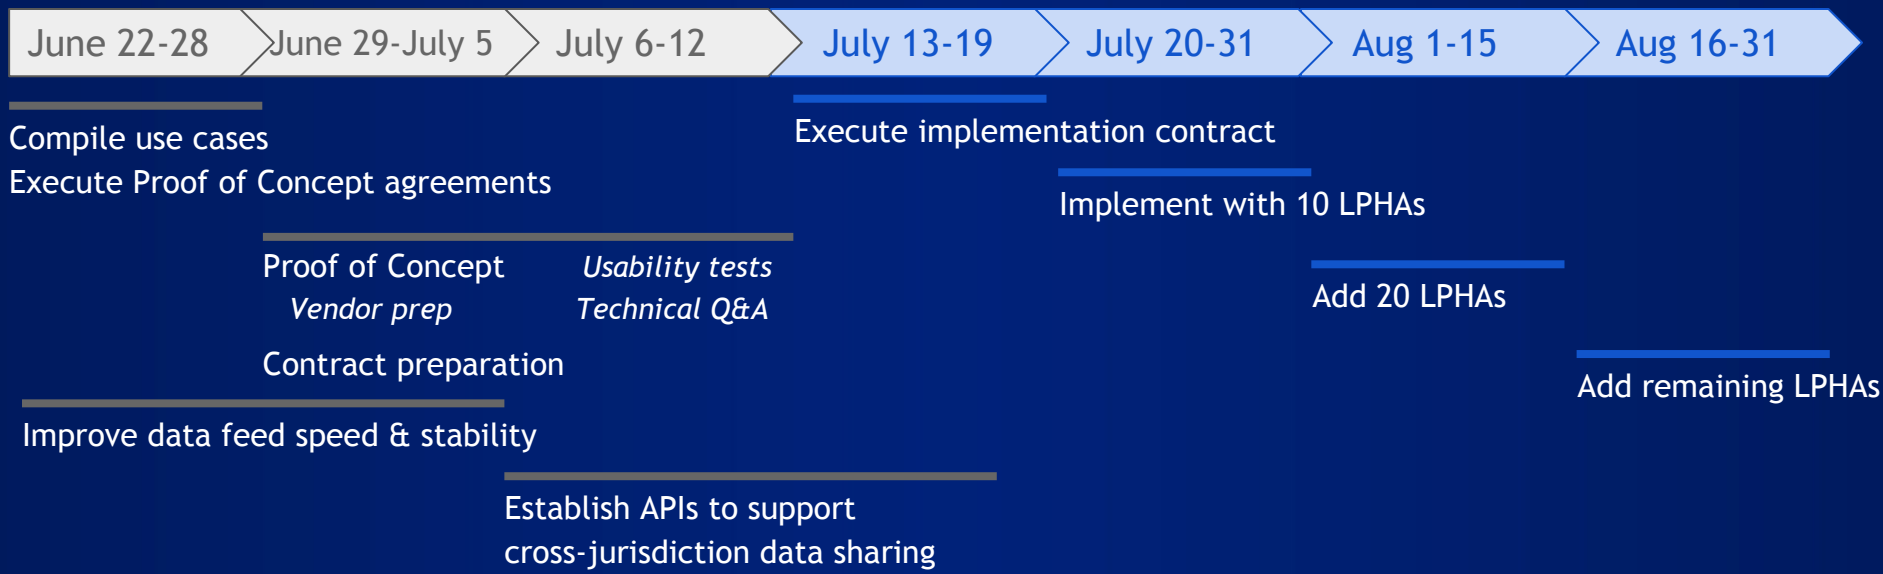 June 22-28
June 29-July 5
July 6-12
July 13-19
July 20-31
Aug 1-15
Aug 16-31
Compile use cases
Execute Proof of Concept agreements
Execute implementation contract
Implement with 10 LPHAs
Proof of Concept
Vendor prep
Usability tests
Technical Q&A
Add 20 LPHAs
Contract preparation
Add remaining LPHAs
Improve data feed speed & stability
Establish APIs to support
cross-jurisdiction data sharing